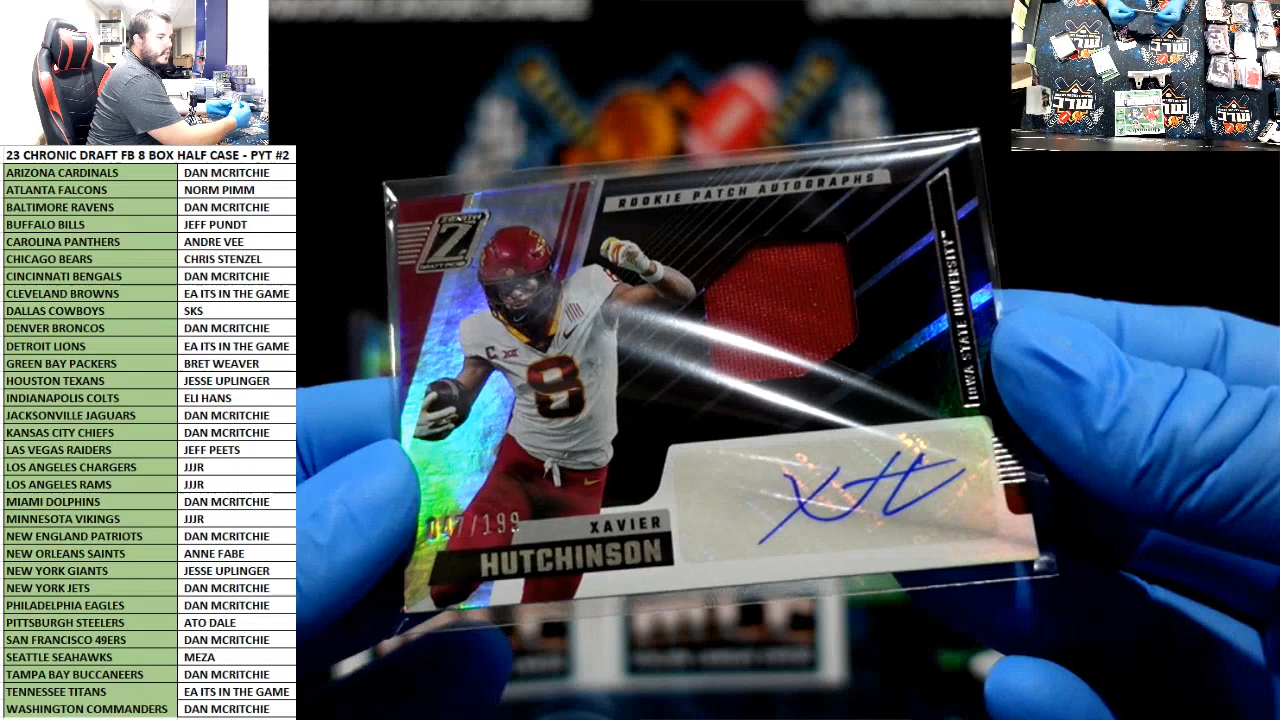 23 CHRONIC DRAFT FB 8 BOX HALF CASE - PYT #2
ARIZONA CARDINALS DAN MCRITCHIE
ATLANTA FALCONS NORM PIMM
BALTIMORE RAVENS DAN MCRITCHIE
BUFFALO BILLS JEFF PUNDT
CAROLINA PANTHERS ANDRE VEE
CHICAGO BEARS CHRIS STENZEL
CINCINNATI BENGALS DAN MCRITCHIE
CLEVELAND BROWNS EA ITS IN THE GAME
DALLAS COWBOYS SKS
DENVER BRONCOS DAN MCRITCHIE
DETROIT LIONS EA ITS IN THE GAME
GREEN BAY PACKERS BRET WEAVER
HOUSTON TEXANS JESSE UPLINGER
INDIANAPOLIS COLTS ELI HANS
JACKSONVILLE JAGUARS DAN MCRITCHIE
KANSAS CITY CHIEFS DAN MCRITCHIE
LAS VEGAS RAIDERS JEFF PEETS
LOS ANGELES CHARGERS JJJR
LOS ANGELES RAMS JJJR
MIAMI DOLPHINS DAN MCRITCHIE
MINNESOTA VIKINGS JJJR
NEW ENGLAND PATRIOTS DAN MCRITCHIE
NEW ORLEANS SAINTS ANNE FABE
NEW YORK GIANTS JESSE UPLINGER
NEW YORK JETS DAN MCRITCHIE
PHILADELPHIA EAGLES DAN MCRITCHIE
PITTSBURGH STEELERS ATO DALE
SAN FRANCISCO 49ERS DAN MCRITCHIE
SEATTLE SEAHAWKS MEZA
TAMPA BAY BUCCANEERS DAN MCRITCHIE
TENNESSEE TITANS EA ITS IN THE GAME
WASHINGTON COMMANDERS DAN MCRITCHIE
ROOKIE PATCH AUTOGRAPHS
ZENITH
Z
DRAFT PICKS
IOWA STATE UNIVERSITY™
C XII
8
8
047/199
XAVIER
HUTCHINSON
XH